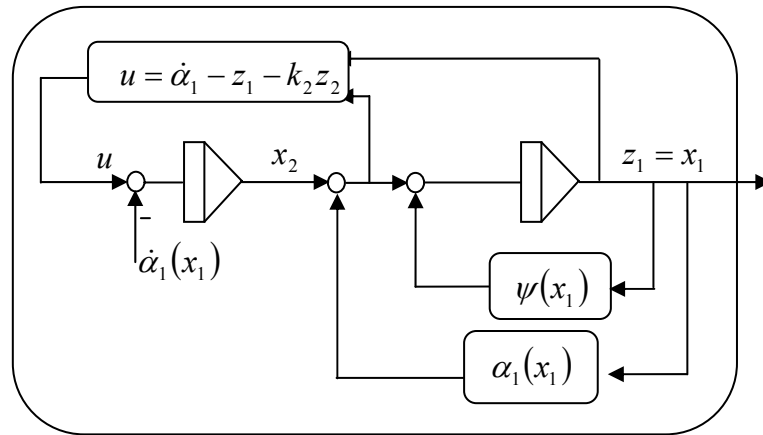 u = α̇₁ − z₁ − k₂z₂
u
x₂
z₁ = x₁
-
α̇₁(x₁)
ψ(x₁)
α₁(x₁)